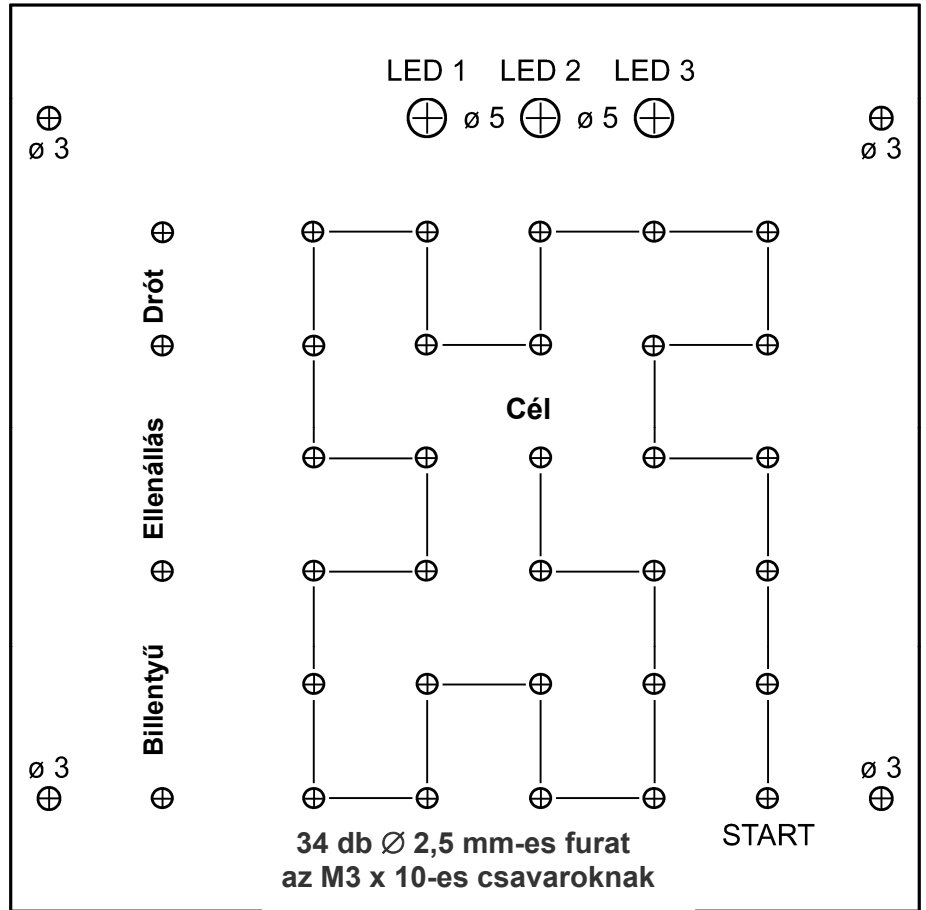 LED 1 LED 2 LED 3
ø 5 ø 5
ø 3 ø 3
Drót
Cél
Ellenállás
Billentyű
ø 3 ø 3
START
34 db ∅ 2,5 mm-es furat
az M3 x 10-es csavaroknak